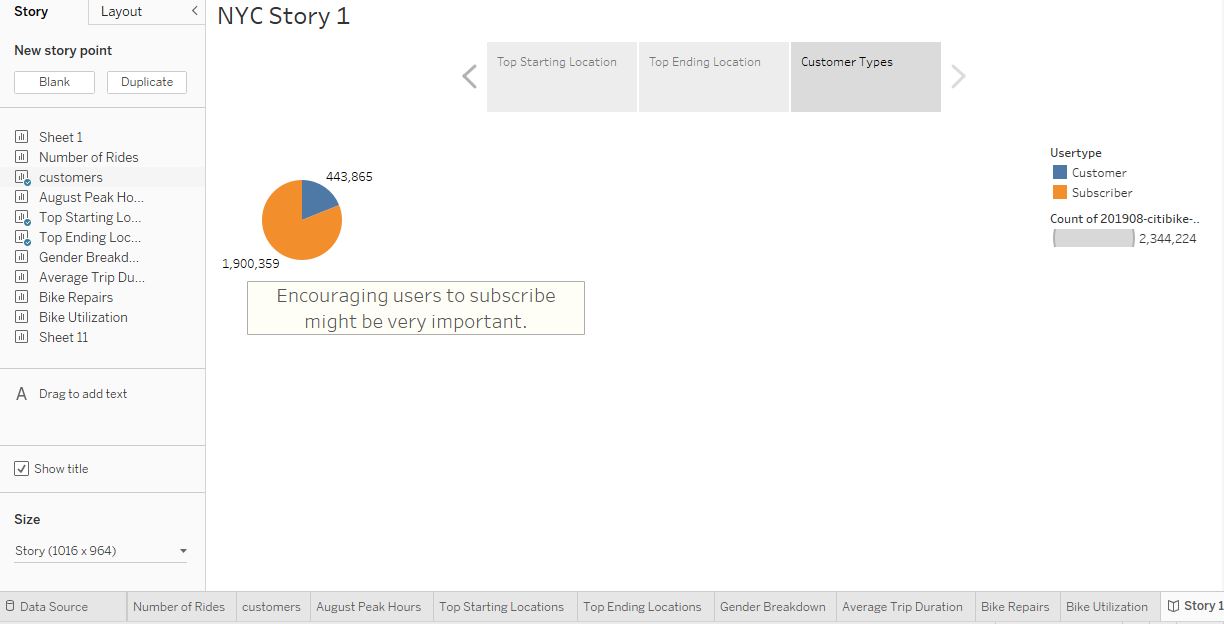 Story
Layout
<
New story point
Blank
Duplicate
Sheet 1
Number of Rides
customers
August Peak Ho...
Top Starting Lo...
Top Ending Loc...
Gender Breakd...
Average Trip Du...
Bike Repairs
Bike Utilization
Sheet 11
A Drag to add text
Show title
Size
Story (1016 x 964)
NYC Story 1
Top Starting Location
Top Ending Location
Customer Types
443,865
1,900,359
Encouraging users to subscribe
might be very important.
Usertype
Customer
Subscriber
Count of 201908-citibike-..
2,344,224
Data Source
Number of Rides
customers
August Peak Hours
Top Starting Locations
Top Ending Locations
Gender Breakdown
Average Trip Duration
Bike Repairs
Bike Utilization
Story 1